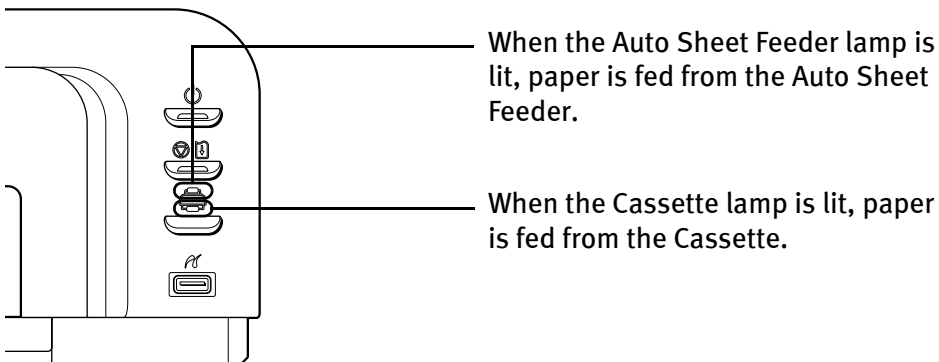 When the Auto Sheet Feeder lamp is
lit, paper is fed from the Auto Sheet
Feeder.
When the Cassette lamp is lit, paper
is fed from the Cassette.